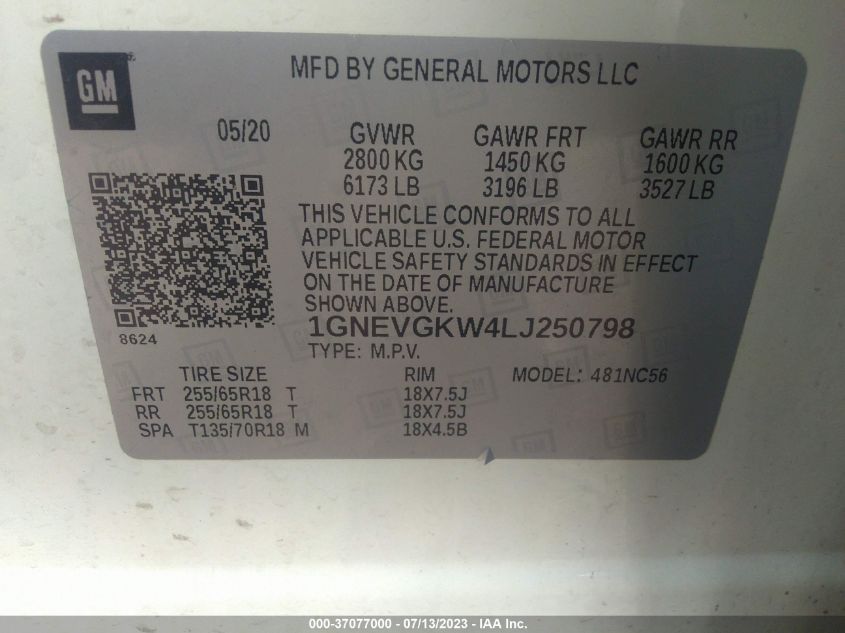 GM
MFD BY GENERAL MOTORS LLC
05/20 GVWR GAWR FRT GAWR RR
2800 KG 1450 KG 1600 KG
6173 LB 3196 LB 3527 LB
THIS VEHICLE CONFORMS TO ALL
APPLICABLE U.S. FEDERAL MOTOR
VEHICLE SAFETY STANDARDS IN EFFECT
ON THE DATE OF MANUFACTURE
SHOWN ABOVE.
1GNEVGKW4LJ250798
8624
TYPE: M.P.V.
TIRE SIZE RIM MODEL: 481NC56
FRT 255/65R18 T 18X7.5J
RR 255/65R18 T 18X7.5J
SPA T135/70R18 M 18X4.5B
000-37077000 - 07/13/2023 - IAA Inc.